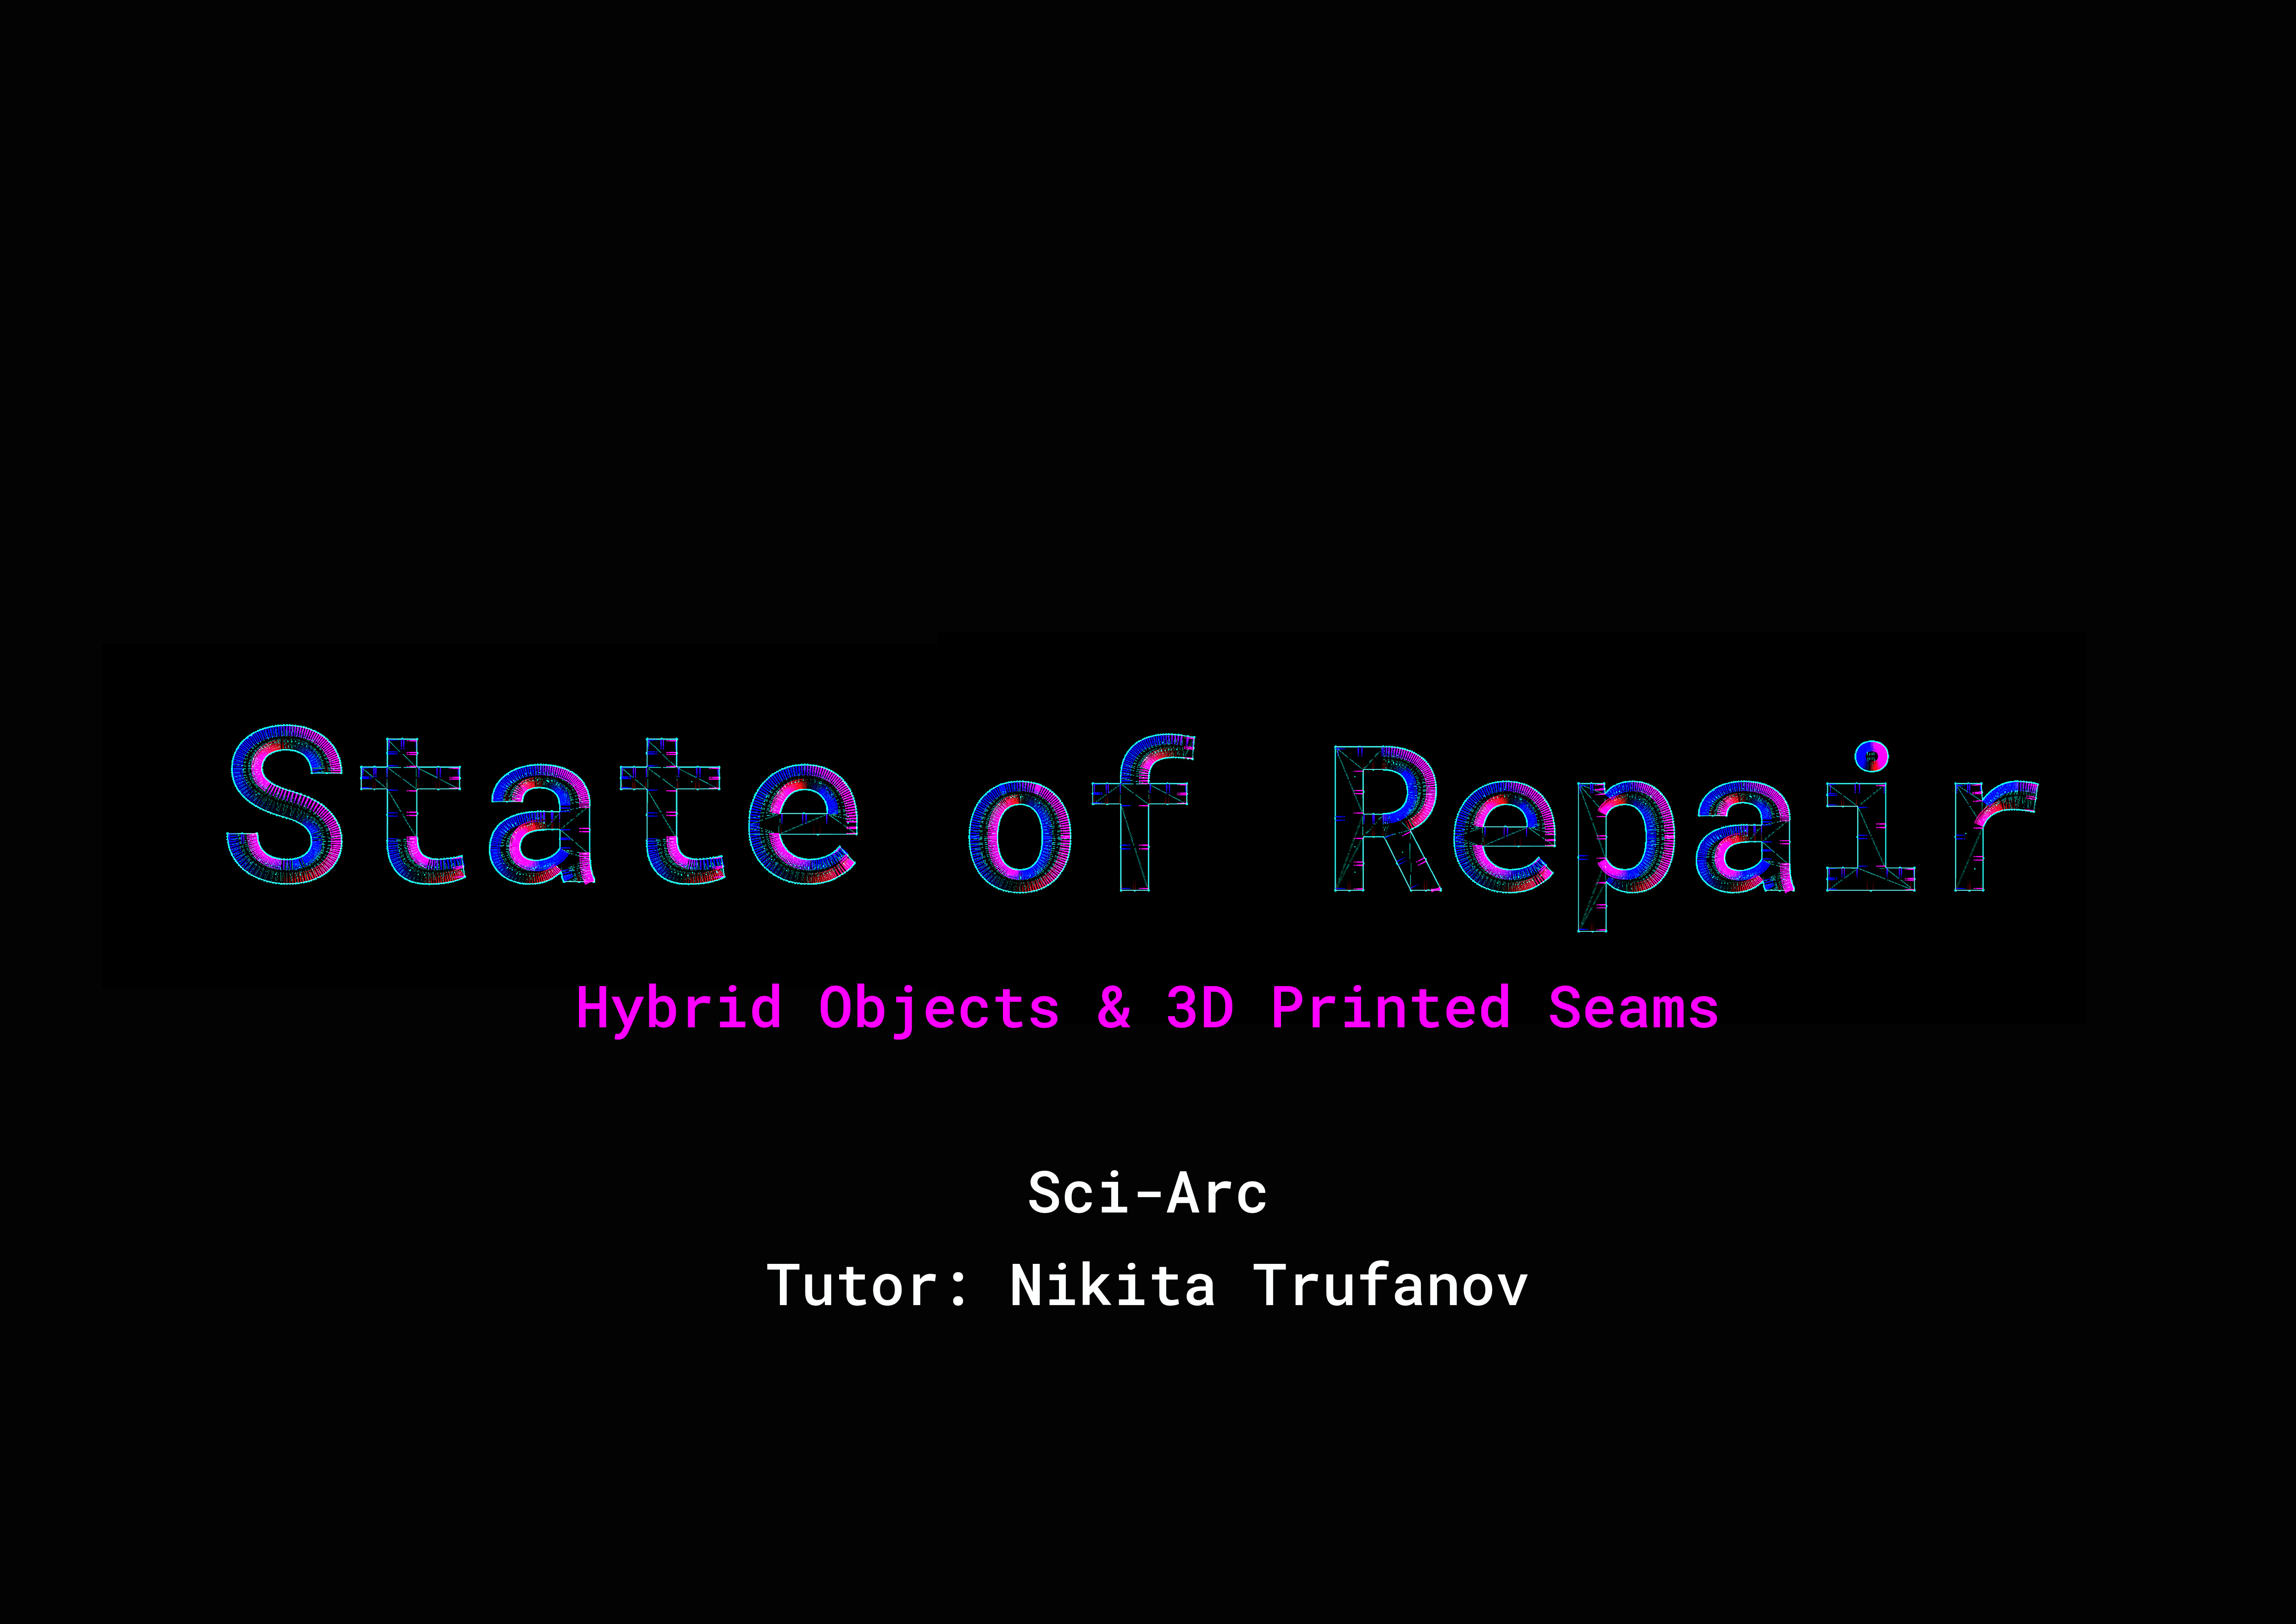 State of Repair
Hybrid Objects & 3D Printed Seams
Sci-Arc
Tutor: Nikita Trufanov